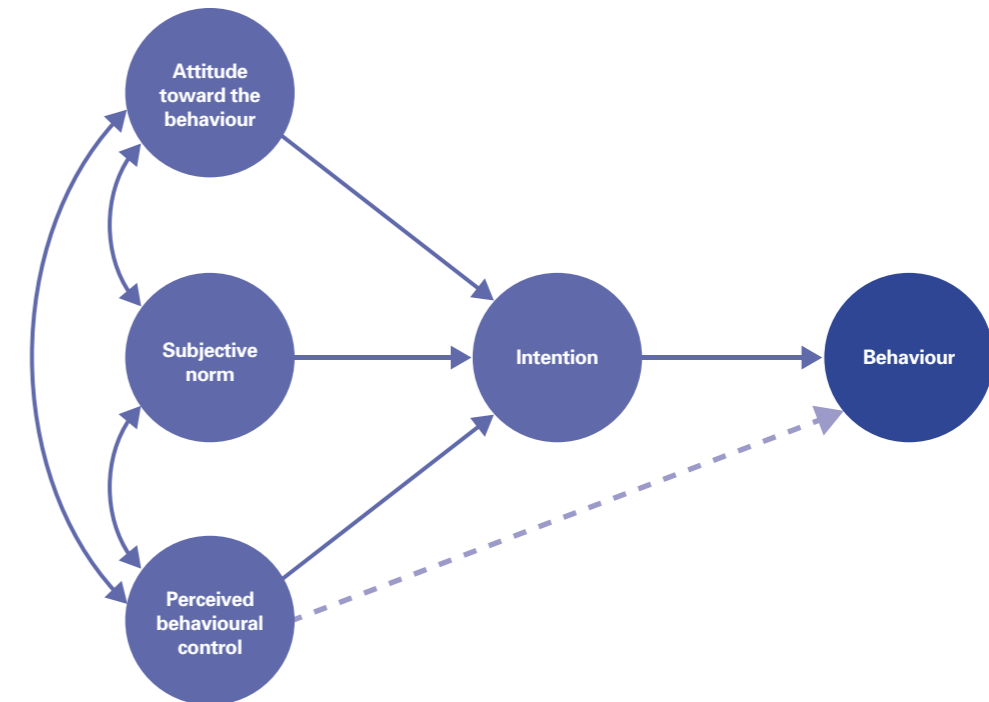 Attitude
toward the
behaviour
Subjective
norm
Intention
Behaviour
Perceived
behavioural
control